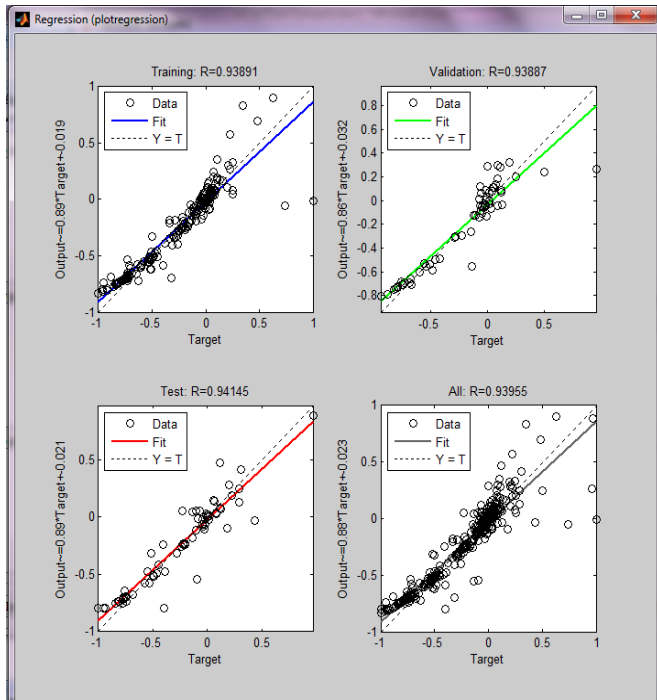 Regression (plotregression)
Training: R=0.93891
Output~=0.89*Target+-0.019
1
0.5
0
-0.5
-1
Data
Fit
Y = T
-1
-0.5
0
0.5
1
Target
Validation: R=0.93887
Output~=0.86*Target+-0.032
0.8
0.6
0.4
0.2
0
-0.2
-0.4
-0.6
-0.8
Data
Fit
Y = T
-0.5
0
0.5
Target
Test: R=0.94145
Output~=0.89*Target+-0.021
0.5
0
-0.5
-1
Data
Fit
Y = T
-1
-0.5
0
0.5
Target
All: R=0.93955
Output~=0.88*Target+-0.023
1
0.5
0
-0.5
-1
Data
Fit
Y = T
-1
-0.5
0
0.5
1
Target